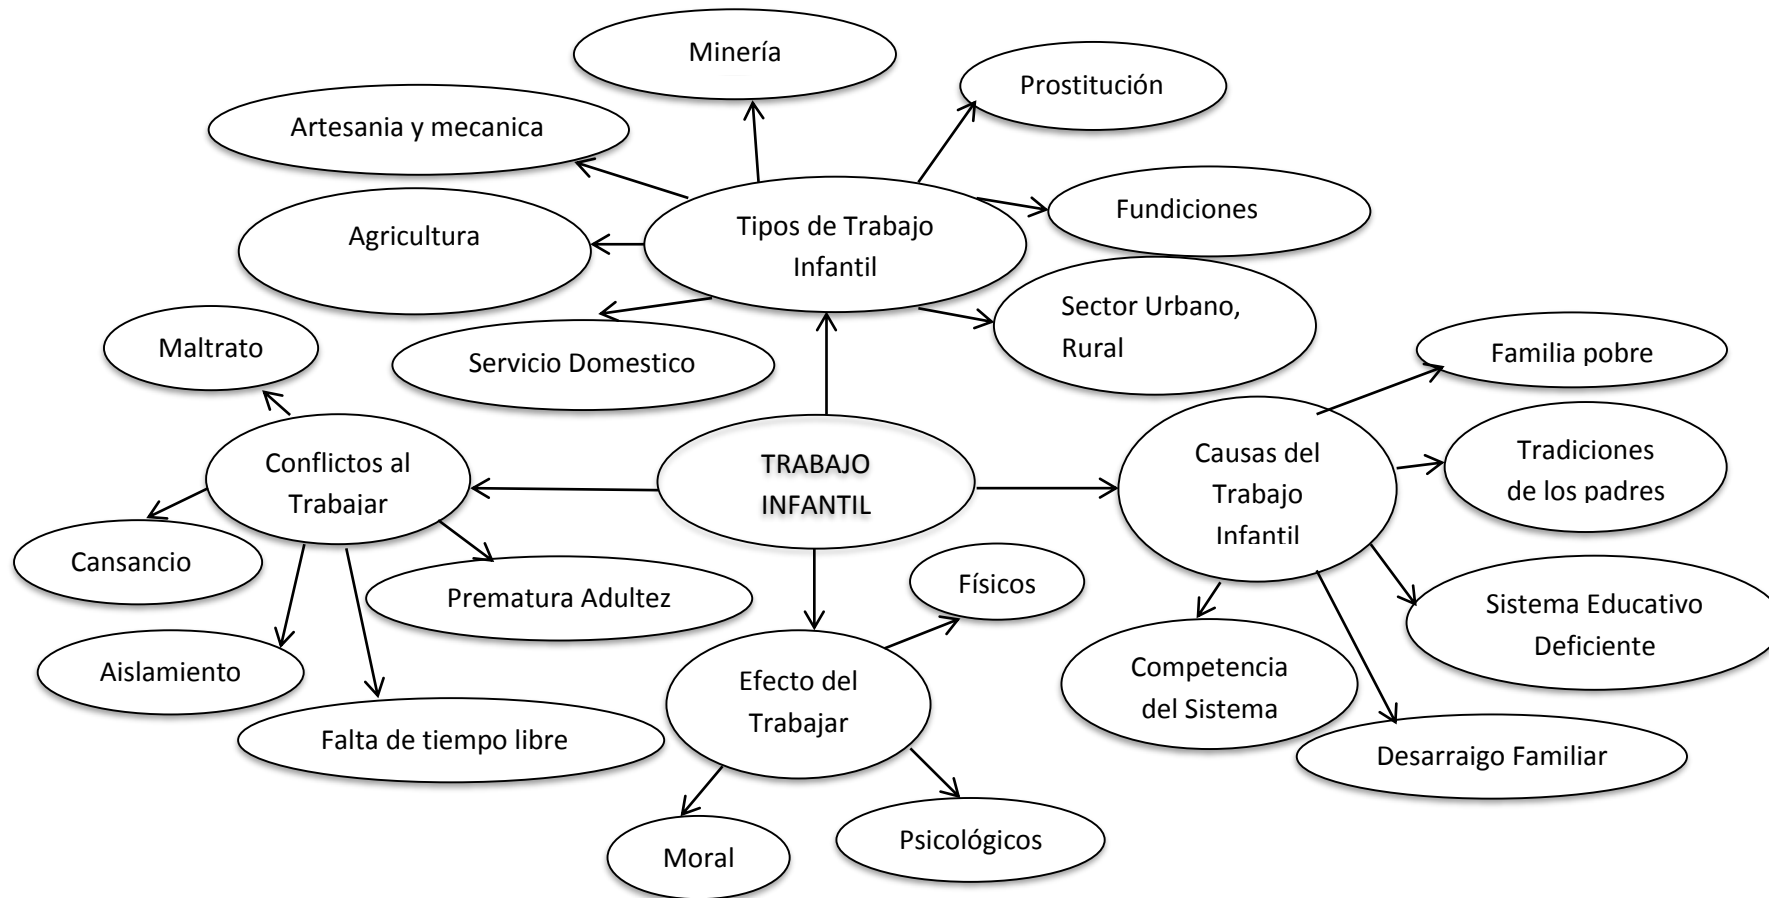 Minería
Prostitución
Artesania y mecanica
Fundiciones
Agricultura
Tipos de Trabajo
Infantil
Sector Urbano,
Rural
Servicio Domestico
Maltrato
Familia pobre
Conflictos al
Trabajar
TRABAJO
INFANTIL
Causas del
Trabajo
Infantil
Tradiciones
de los padres
Cansancio
Prematura Adultez
Físicos
Sistema Educativo
Deficiente
Aislamiento
Efecto del
Trabajar
Competencia
del Sistema
Falta de tiempo libre
Desarraigo Familiar
Moral
Psicológicos